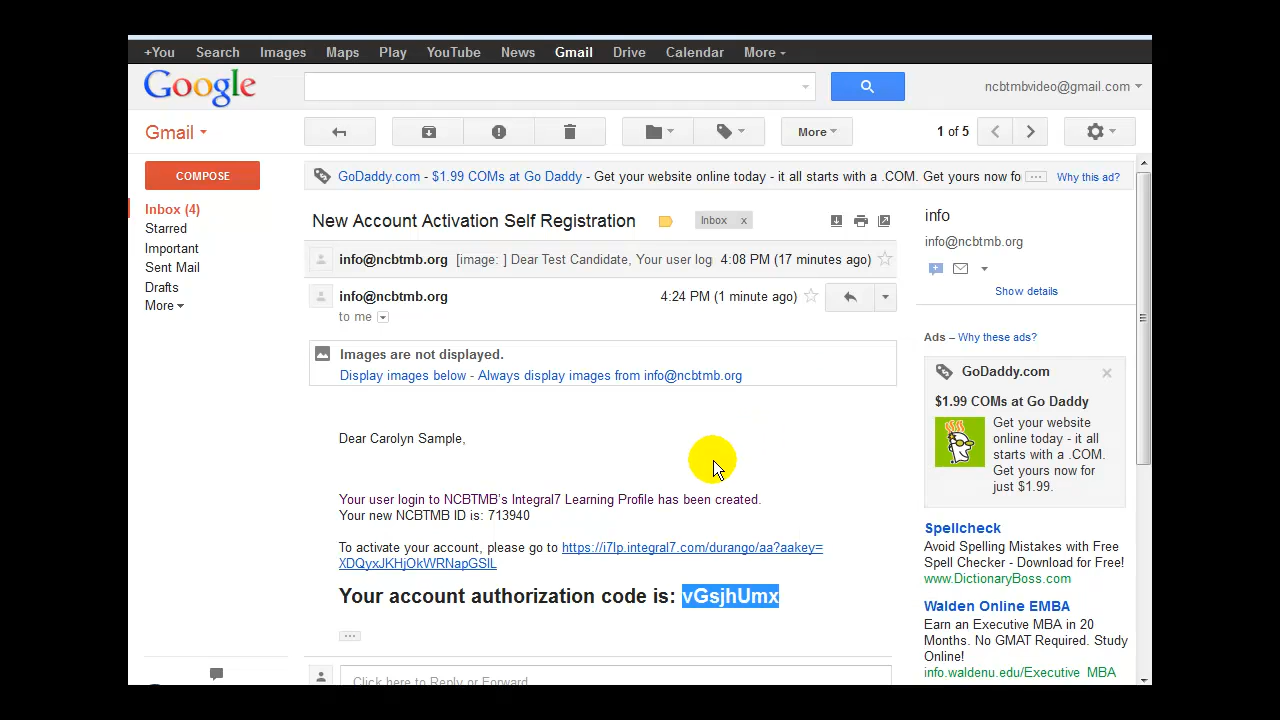 +You Search Images Maps Play YouTube News Gmail Drive Calendar More
Google
ncbtmbvideo@gmail.com
Gmail
More
1 of 5
COMPOSE
GoDaddy.com - $1.99 COMs at Go Daddy - Get your website online today - it all starts with a .COM. Get yours now fo ... Why this ad?
Inbox (4)
Starred
Important
Sent Mail
Drafts
More
New Account Activation Self Registration
Inbox x
info@ncbtmb.org [image: ] Dear Test Candidate, Your user log 4:08 PM (17 minutes ago)
info@ncbtmb.org 4:24 PM (1 minute ago)
to me
Images are not displayed.
Display images below - Always display images from info@ncbtmb.org
Dear Carolyn Sample,
Your user login to NCBTMB's Integral7 Learning Profile has been created.
Your new NCBTMB ID is: 713940
To activate your account, please go to https://i7lp.integral7.com/durango/aa?aakey=
XDQyxJKHjOkWRNapGSIL
Your account authorization code is: vGsjhUmx
...
Click here to Reply or Forward
info
info@ncbtmb.org
Show details
Ads – Why these ads?
GoDaddy.com
$1.99 COMs at Go Daddy
Get your website
online today - it all
starts with a .COM.
Get yours now for
just $1.99.
Spellcheck
Avoid Spelling Mistakes with Free
Spell Checker - Download for Free!
www.DictionaryBoss.com
Walden Online EMBA
Earn an Executive MBA in 20
Months. No GMAT Required. Study
Online!
info.waldenu.edu/Executive_MBA